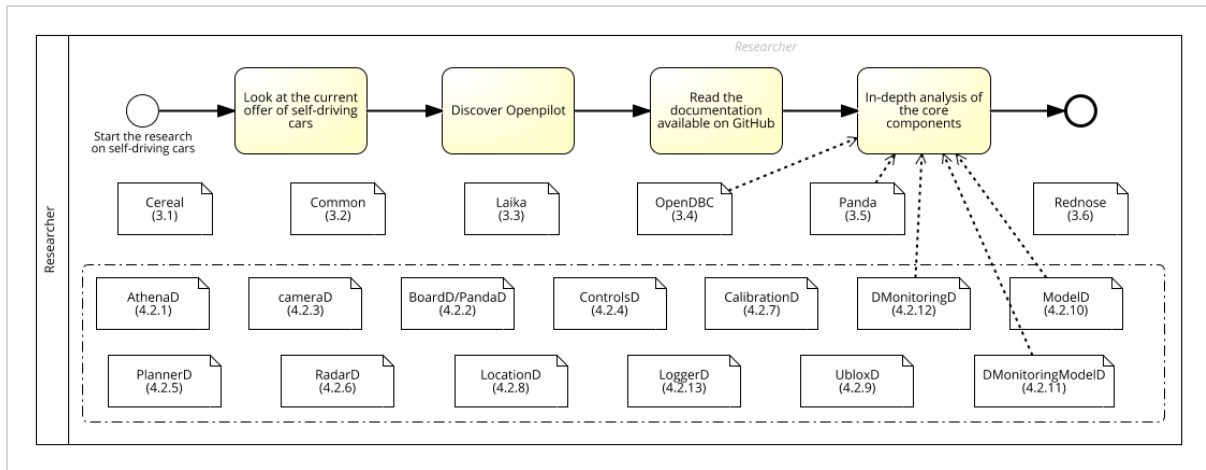 Researcher
Researcher
Start the research
on self-driving cars
Look at the current
offer of self-driving
cars
Discover Openpilot
Read the
documentation
available on GitHub
In-depth analysis of
the core
components
Cereal
(3.1)
Common
(3.2)
Laika
(3.3)
OpenDBC
(3.4)
Panda
(3.5)
Rednose
(3.6)
AthenaD
(4.2.1)
cameraD
(4.2.3)
BoardD/PandaD
(4.2.2)
ControlsD
(4.2.4)
CalibrationD
(4.2.7)
DMonitoringD
(4.2.12)
ModelD
(4.2.10)
PlannerD
(4.2.5)
RadarD
(4.2.6)
LocationD
(4.2.8)
LoggerD
(4.2.13)
UbloxD
(4.2.9)
DMonitoringModelD
(4.2.11)